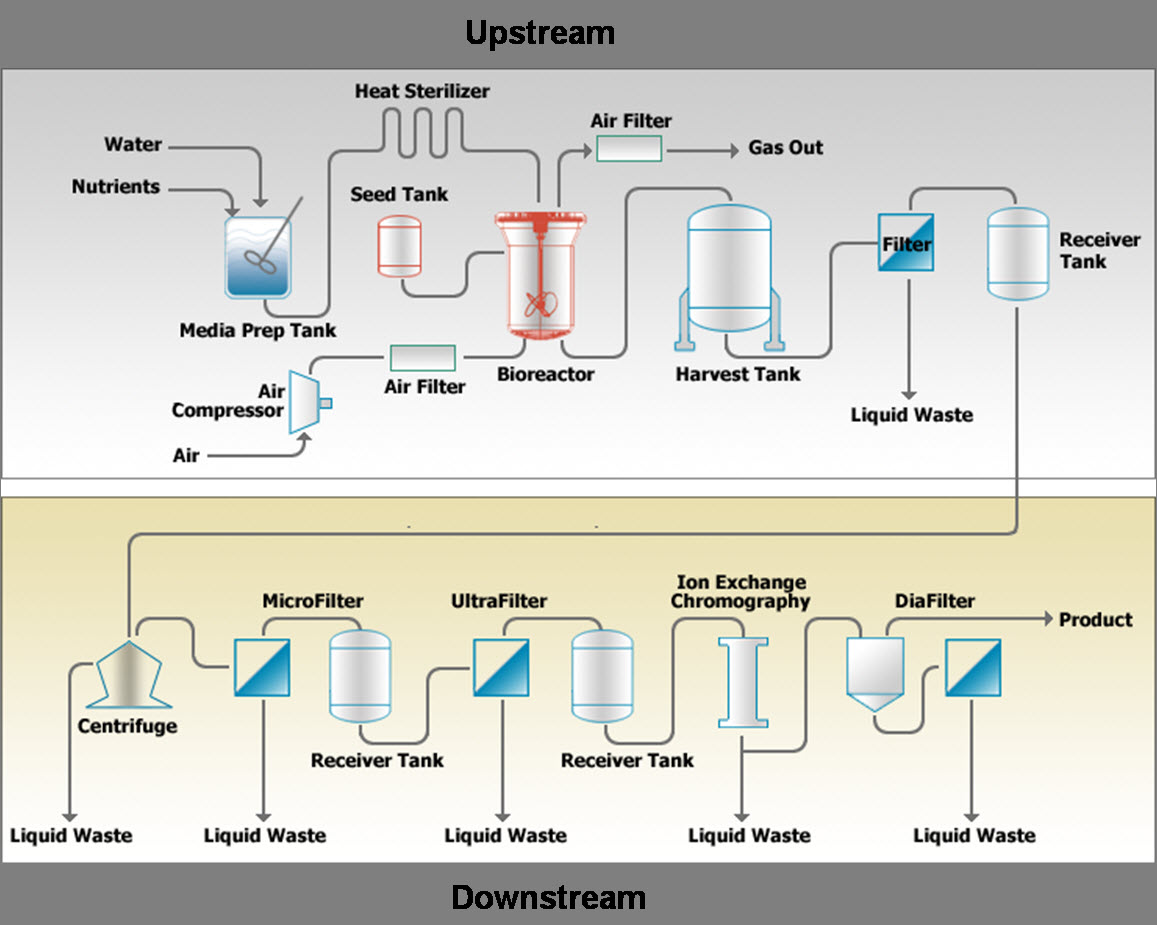 Upstream
Heat Sterilizer
Air Filter
Water
Gas Out
Nutrients
Seed Tank
Filter
Receiver
Tank
Media Prep Tank
Air
Compressor
Air Filter
Bioreactor
Harvest Tank
Liquid Waste
Air
Ion Exchange
MicroFilter
UltraFilter
Chromography
DiaFilter
Product
Centrifuge
Receiver Tank
Receiver Tank
Liquid Waste
Liquid Waste
Liquid Waste
Liquid Waste
Liquid Waste
Downstream